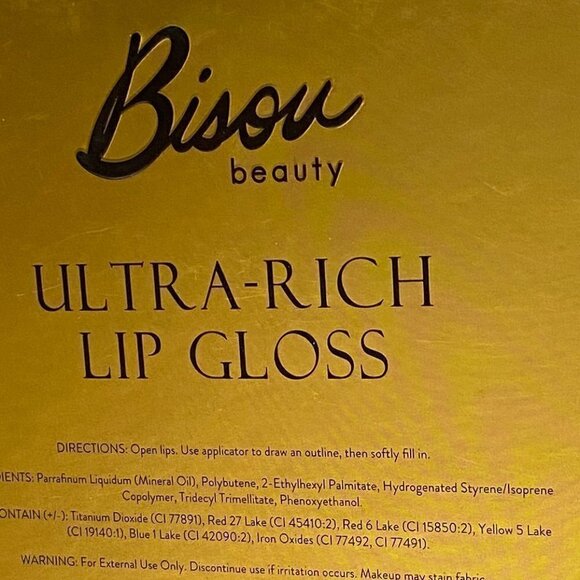 Bisou
beauty
ULTRA-RICH
LIP GLOSS
DIRECTIONS: Open lips. Use applicator to draw an outline, then softly fill in.
DIENTS: Parrafinum Liquidum (Mineral Oil), Polybutene, 2-Ethylhexyl Palmitate, Hydrogenated Styrene/Isoprene
Copolymer, Tridecyl Trimellitate, Phenoxyethanol.
ONTAIN (+/-): Titanium Dioxide (CI 77891), Red 27 Lake (CI 45410:2), Red 6 Lake (CI 15850:2), Yellow 5 Lake
(CI 19140:1), Blue 1 Lake (CI 42090:2), Iron Oxides (CI 77492, CI 77491).
WARNING: For External Use Only. Discontinue use if irritation occurs. Makeup may stain fabric.